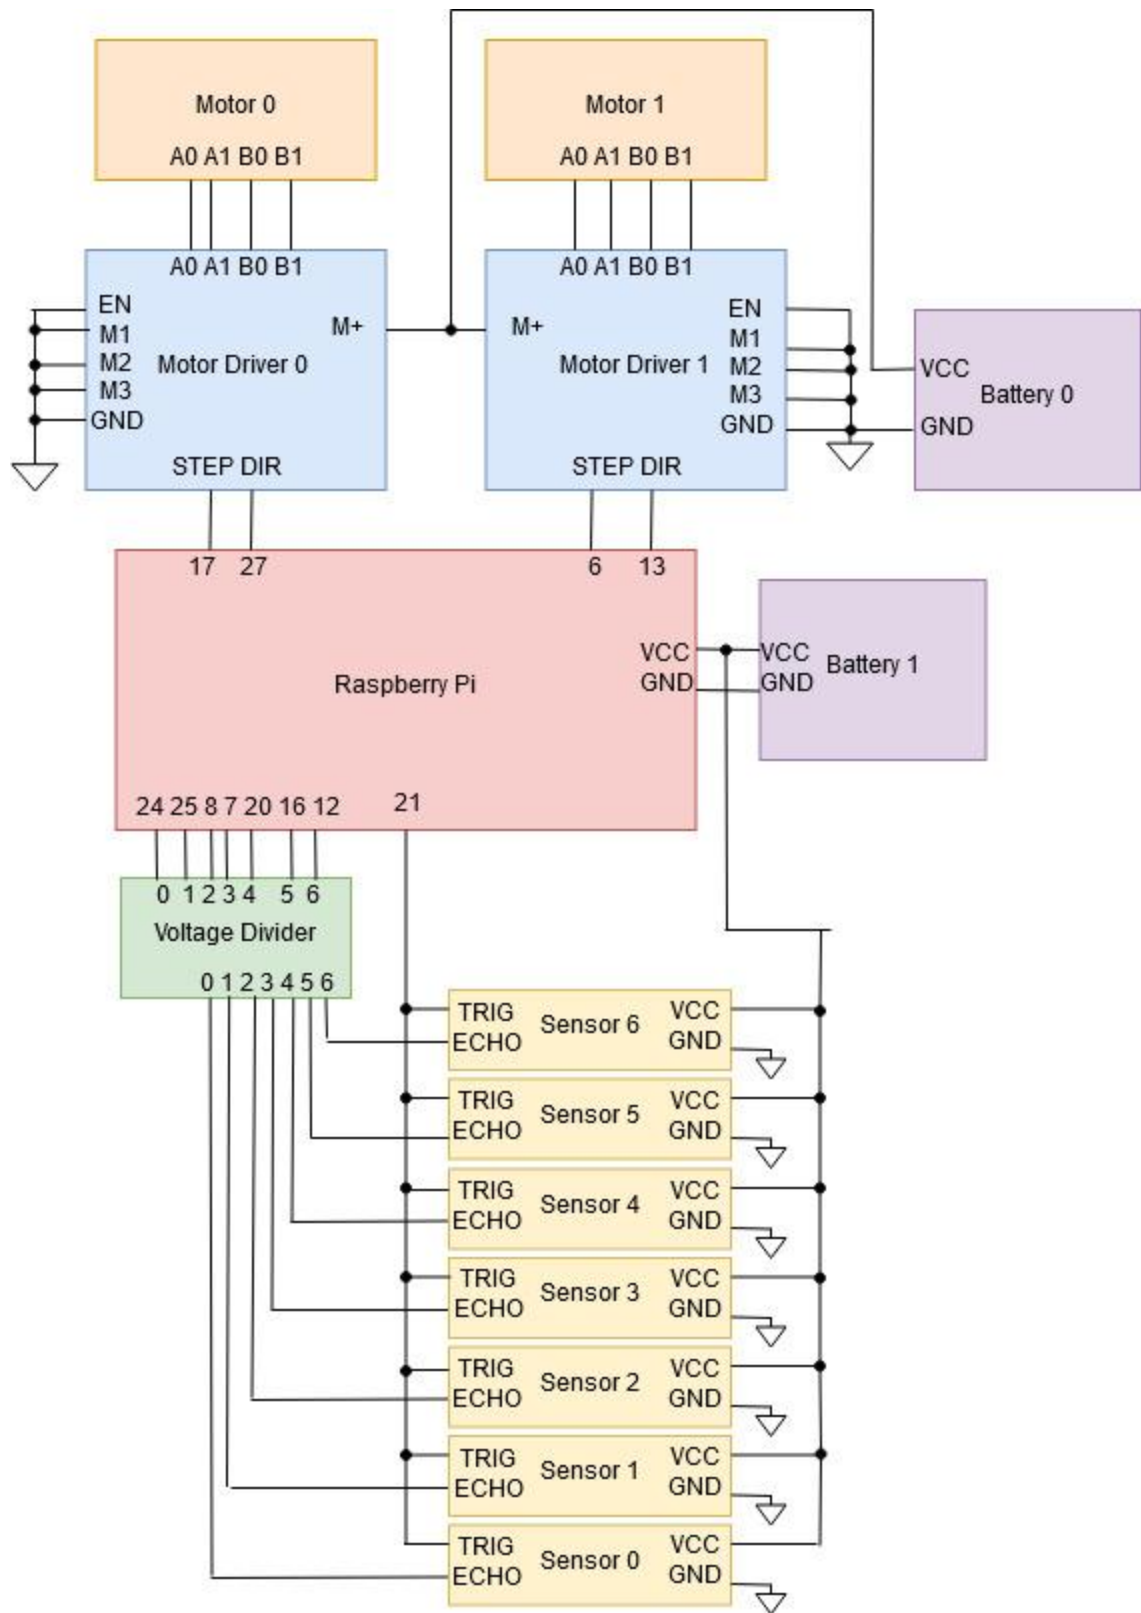 Motor 0
A0 A1 B0 B1
Motor 1
A0 A1 B0 B1
A0 A1 B0 B1
EN
M1
M2
M3
GND
M+
Motor Driver 0
STEP DIR
A0 A1 B0 B1
M+
EN
M1
M2
M3
GND
Motor Driver 1
STEP DIR
VCC
Battery 0
GND
17 27
6 13
VCC
GND
Raspberry Pi
24 25 8 7 20 16 12
21
VCC
Battery 1
GND
0 1 2 3 4 5 6
Voltage Divider
0 1 2 3 4 5 6
TRIG
ECHO
Sensor 6
VCC
GND
TRIG
ECHO
Sensor 5
VCC
GND
TRIG
ECHO
Sensor 4
VCC
GND
TRIG
ECHO
Sensor 3
VCC
GND
TRIG
ECHO
Sensor 2
VCC
GND
TRIG
ECHO
Sensor 1
VCC
GND
TRIG
ECHO
Sensor 0
VCC
GND